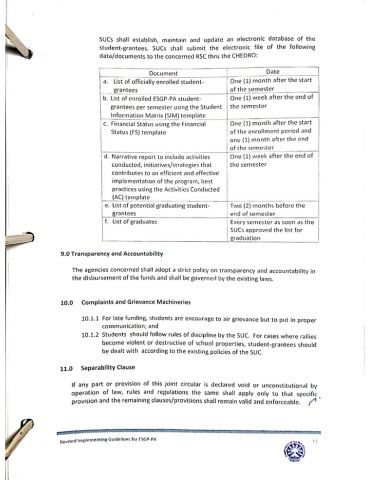 SUCs shall establish, maintain and update an electronic database of the
student-grantees. SUCs shall submit the electronic file of the following
data/documents to the concerned RSC thru the CHEDRO:
Document Date
a. List of officially enrolled student- One (1) month after the start
grantees of the semester
b. List of enrolled ESGP-PA student- One (1) week after the end of
grantees per semester using the Student the semester
Information Matrix (SIM) template
c. Financial Status using the Financial One (1) month after the start
Status (FS) template of the enrollment period and
one (1) month after the end
of the semester
d. Narrative report to include activities One (1) week after the end of
conducted, initiatives/strategies that the semester
contributes to an efficient and effective
implementation of the program, best
practices using the Activities Conducted
(AC) template
e. List of potential graduating student- Two (2) months before the
grantees end of semester
f. List of graduates Every semester as soon as the
SUCs approved the list for
graduation
9.0 Transparency and Accountability
The agencies concerned shall adopt a strict policy on transparency and accountability in
the disbursement of the funds and shall be governed by the existing laws.
10.0 Complaints and Grievance Machineries
10.1.1 For late funding, students are encourage to air grievance but to put in proper
communication; and
10.1.2 Students should follow rules of discipline by the SUC. For cases where rallies
become violent or destructive of school properties, student-grantees should
be dealt with according to the existing policies of the SUC.
11.0 Separability Clause
If any part or provision of this joint circular is declared void or unconstitutional by
operation of law, rules and regulations the same shall apply only to that specific
provision and the remaining clauses/provisions shall remain valid and enforceable.
Revised Implementing Guidelines for ESGP-PA